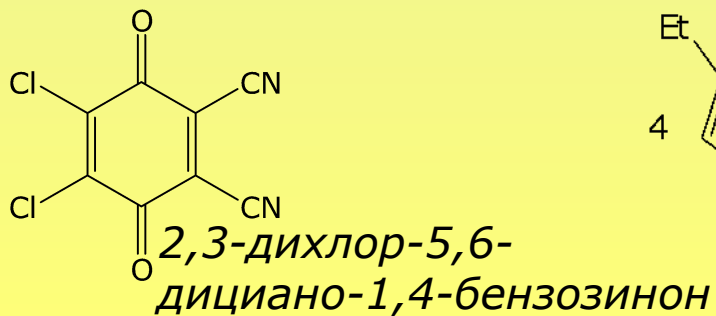 O
Cl
CN
Et
4
Cl
CN
O
2,3-дихлор-5,6-
дициано-1,4-бензозинон